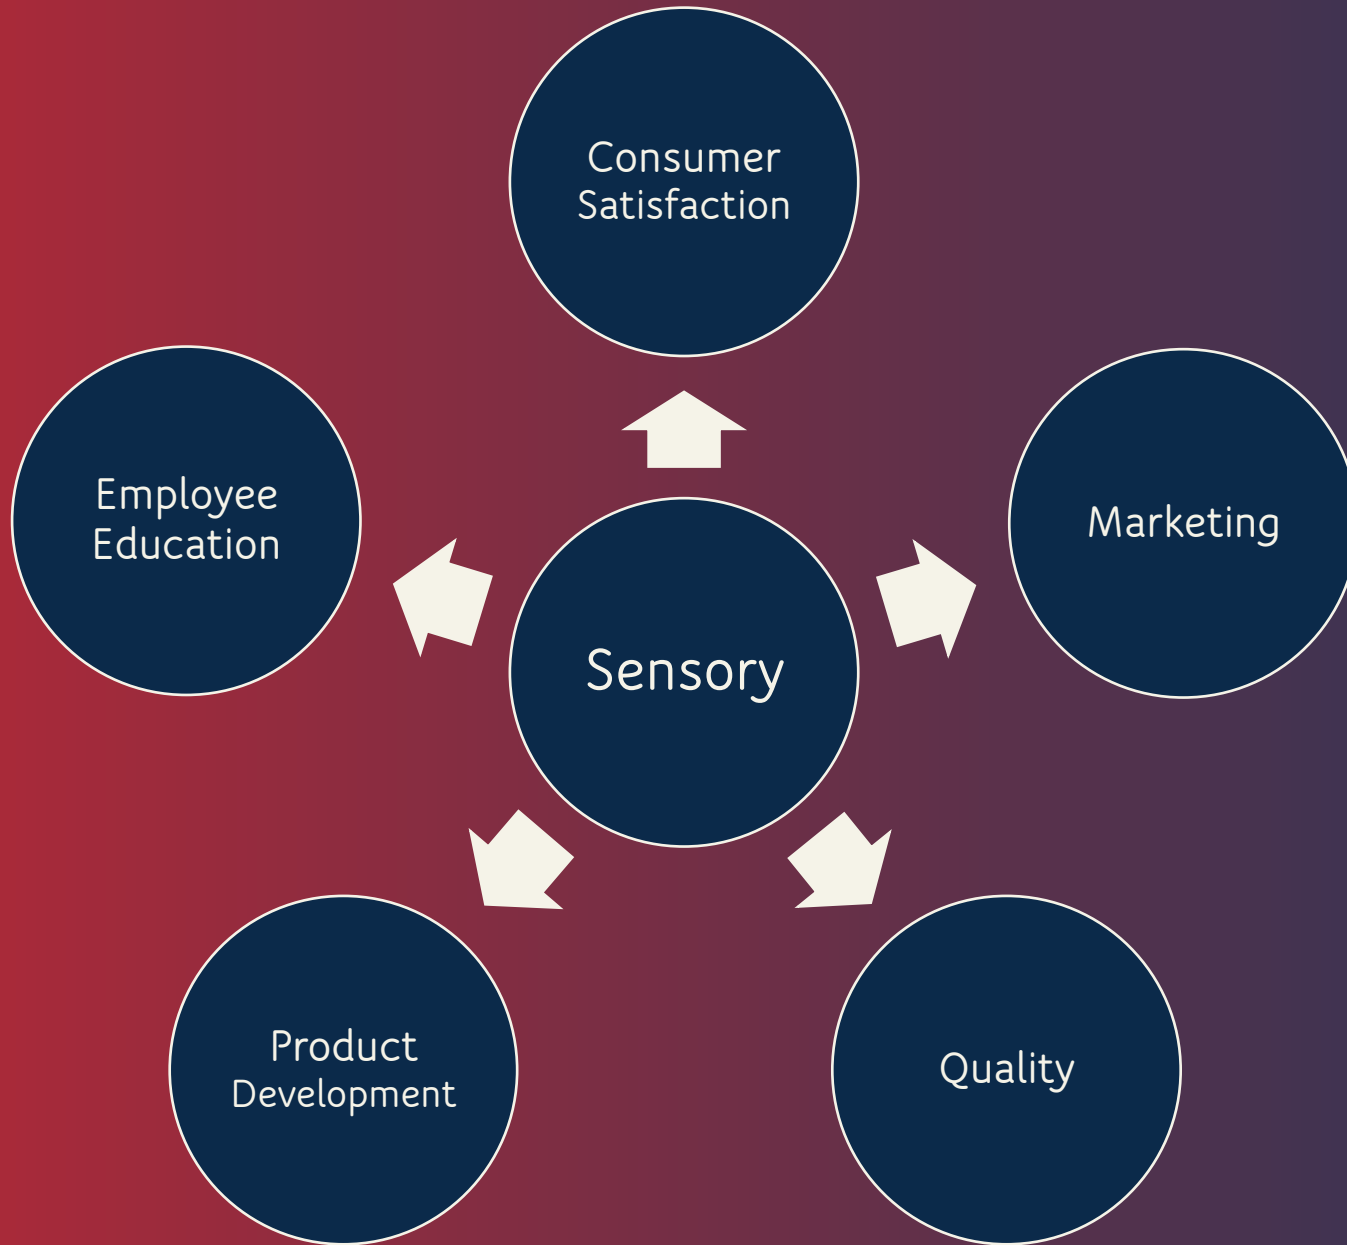 Consumer
Satisfaction
Employee
Education
Marketing
Sensory
Product
Development
Quality